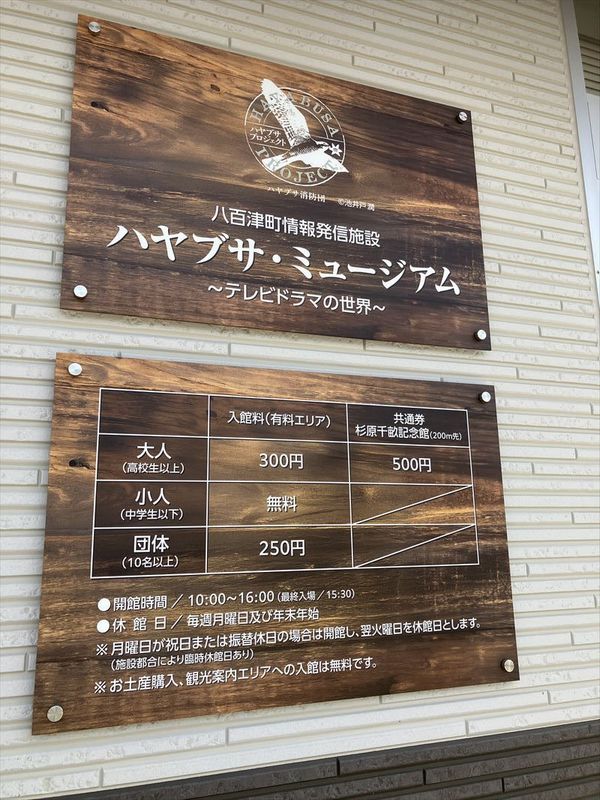 HAYABUSA
ハヤブサ
プロジェクト
PROJECT
ハヤブサ消防団 ©池井戸潤
八百津町情報発信施設
ハヤブサ・ミュージアム
～テレビドラマの世界～
入館料(有料エリア) 共通券
杉原千畝記念館(200m先)
大人
(高校生以上) 300円 500円
小人
(中学生以下) 無料
団体
(10名以上) 250円
●開館時間／10:00～16:00(最終入場／15:30)
●休館日／毎週月曜日及び年末年始
※月曜日が祝日または振替休日の場合は開館し、翌火曜日を休館日とします。
(施設都合により臨時休館日あり)
※お土産購入、観光案内エリアへの入館は無料です。